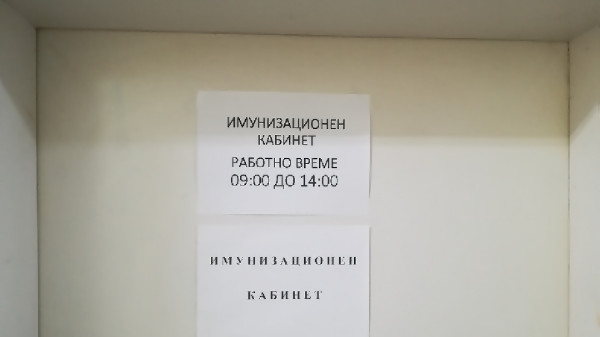 ИМУНИЗАЦИОНЕН
КАБИНЕТ
РАБОТНО ВРЕМЕ
09:00 ДО 14:00
ИМУНИЗАЦИОНЕН
КАБИНЕТ